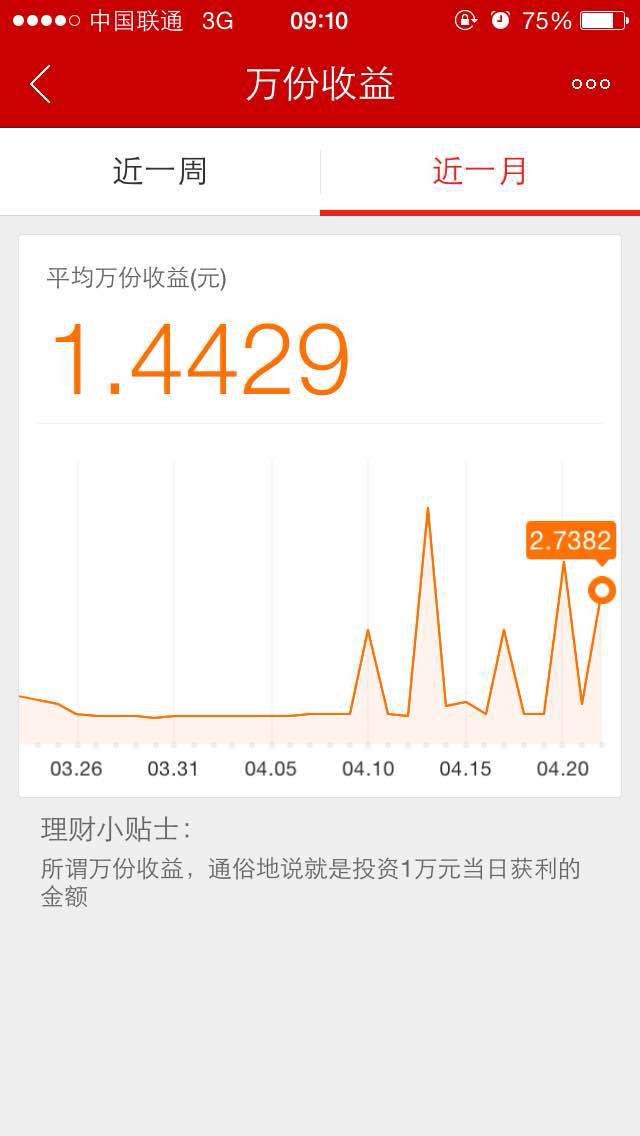 中国联通 3G 09:10 75%
万份收益
近一周 近一月
平均万份收益(元)
1.4429
2.7382
03.26 03.31 04.05 04.10 04.15 04.20
理财小贴士：
所谓万份收益，通俗地说就是投资1万元当日获利的
金额